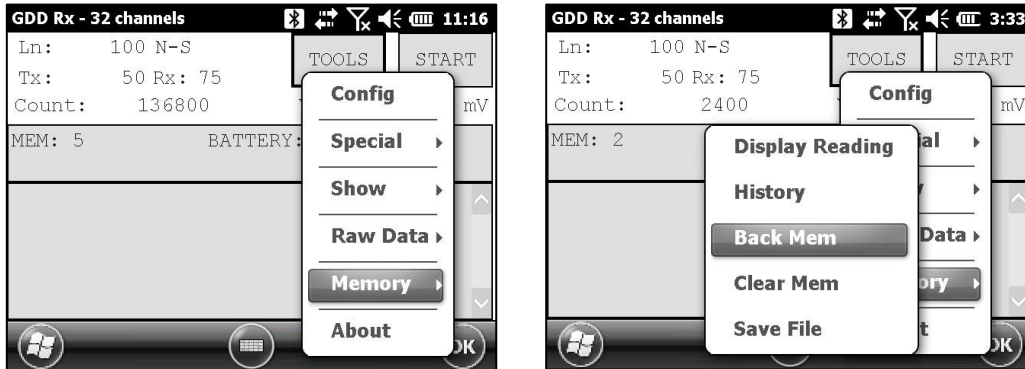 GDD Rx - 32 channels 11:16
Ln: 100 N-S
TOOLS START
Tx: 50 Rx: 75
Count: 136800 mV
Config
MEM: 5 BATTERY:
Special
Show
Raw Data
Memory
About
OK
GDD Rx - 32 channels 3:33
Ln: 100 N-S
TOOLS START
Tx: 50 Rx: 75
Count: 2400 mV
Config
MEM: 2
Display Reading
History
Back Mem
Data
Clear Mem
Save File
OK